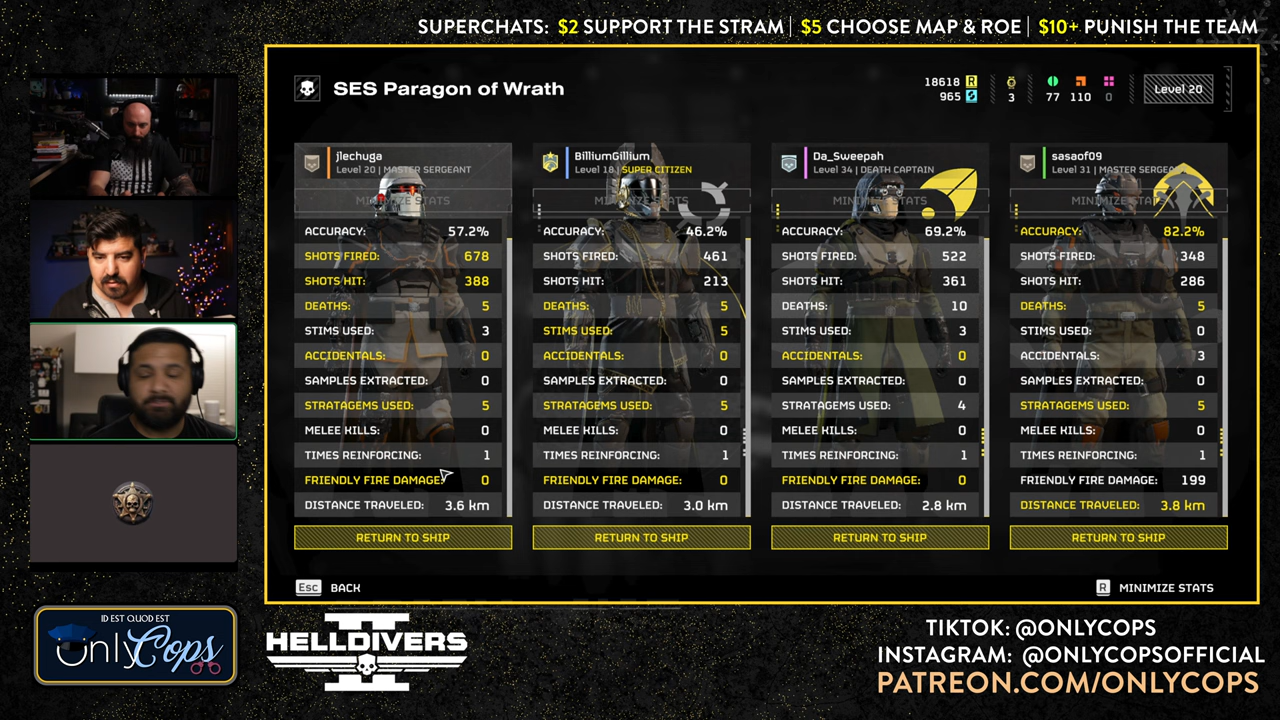 SUPERCHATS: $2 SUPPORT THE STRAM | $5 CHOOSE MAP & ROE | $10+ PUNISH THE TEAM
SES Paragon of Wrath
18618
965
3
77
110
0
Level 20
jlechuga
Level 20 | MASTER SERGEANT
MINIMIZE STATS
ACCURACY: 57.2%
SHOTS FIRED: 678
SHOTS HIT: 388
DEATHS: 5
STIMS USED: 3
ACCIDENTALS: 0
SAMPLES EXTRACTED: 0
STRATAGEMS USED: 5
MELEE KILLS: 0
TIMES REINFORCING: 1
FRIENDLY FIRE DAMAGE: 0
DISTANCE TRAVELED: 3.6 km
RETURN TO SHIP
BilliumGillium
Level 18 | SUPER CITIZEN
MINIMIZE STATS
ACCURACY: 46.2%
SHOTS FIRED: 461
SHOTS HIT: 213
DEATHS: 5
STIMS USED: 5
ACCIDENTALS: 0
SAMPLES EXTRACTED: 0
STRATAGEMS USED: 5
MELEE KILLS: 0
TIMES REINFORCING: 1
FRIENDLY FIRE DAMAGE: 0
DISTANCE TRAVELED: 3.0 km
RETURN TO SHIP
Da_Sweepah
Level 34 | DEATH CAPTAIN
MINIMIZE STATS
ACCURACY: 69.2%
SHOTS FIRED: 522
SHOTS HIT: 361
DEATHS: 10
STIMS USED: 3
ACCIDENTALS: 0
SAMPLES EXTRACTED: 0
STRATAGEMS USED: 4
MELEE KILLS: 0
TIMES REINFORCING: 1
FRIENDLY FIRE DAMAGE: 0
DISTANCE TRAVELED: 2.8 km
RETURN TO SHIP
sasaof09
Level 31 | MASTER SERGEANT
MINIMIZE STATS
ACCURACY: 82.2%
SHOTS FIRED: 348
SHOTS HIT: 286
DEATHS: 5
STIMS USED: 0
ACCIDENTALS: 3
SAMPLES EXTRACTED: 0
STRATAGEMS USED: 5
MELEE KILLS: 0
TIMES REINFORCING: 1
FRIENDLY FIRE DAMAGE: 199
DISTANCE TRAVELED: 3.8 km
RETURN TO SHIP
Esc BACK
R MINIMIZE STATS
ID EST QUOD EST
OnlyCops
HELLDIVERS
II
TIKTOK: @ONLYCOPS
INSTAGRAM: @ONLYCOPSOFFICIAL
PATREON.COM/ONLYCOPS